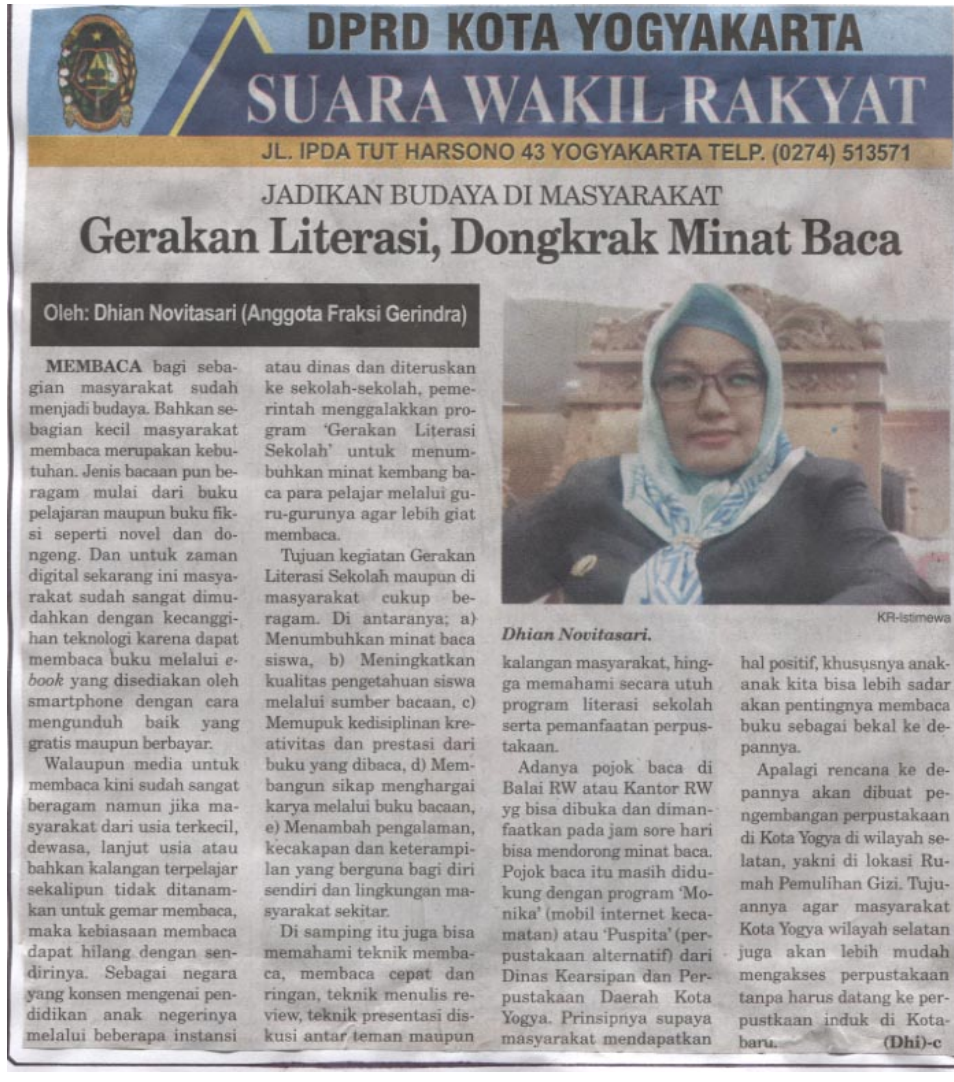 DPRD KOTA YOGYAKARTA
SUARA WAKIL RAKYAT
JL. IPDA TUT HARSONO 43 YOGYAKARTA TELP. (0274) 513571
JADIKAN BUDAYA DI MASYARAKAT
Gerakan Literasi, Dongkrak Minat Baca
Oleh: Dhian Novitasari (Anggota Fraksi Gerindra)
MEMBACA bagi seba-
gian masyarakat sudah
menjadi budaya. Bahkan se-
bagian kecil masyarakat
membaca merupakan kebu-
tuhan. Jenis bacaan pun be-
ragam mulai dari buku
pelajaran maupun buku fik-
si seperti novel dan do-
ngeng. Dan untuk zaman
digital sekarang ini masya-
rakat sudah sangat dimu-
dahkan dengan kecanggi-
han teknologi karena dapat
membaca buku melalui e-
book yang disediakan oleh
smartphone dengan cara
mengunduh baik yang
gratis maupun berbayar.
Walaupun media untuk
membaca kini sudah sangat
beragam namun jika ma-
syarakat dari usia terkecil,
dewasa, lanjut usia atau
bahkan kalangan terpelajar
sekalipun tidak ditanam-
kan untuk gemar membaca,
maka kebiasaan membaca
dapat hilang dengan sen-
dirinya. Sebagai negara
yang konsen mengenai pen-
didikan anak negerinya
melalui beberapa instansi
atau dinas dan diteruskan
ke sekolah-sekolah, peme-
rintah menggalakkan pro-
gram 'Gerakan Literasi
Sekolah' untuk menum-
buhkan minat kembang ba-
ca para pelajar melalui gu-
ru-gurunya agar lebih giat
membaca.
Tujuan kegiatan Gerakan
Literasi Sekolah maupun di
masyarakat cukup be-
ragam. Di antaranya; a)
Menumbuhkan minat baca
siswa, b) Meningkatkan
kualitas pengetahuan siswa
melalui sumber bacaan, c)
Memupuk kedisiplinan kre-
ativitas dan prestasi dari
buku yang dibaca, d) Mem-
bangun sikap menghargai
karya melalui buku bacaan,
e) Menambah pengalaman,
kecakapan dan keterampi-
lan yang berguna bagi diri
sendiri dan lingkungan ma-
syarakat sekitar.
Di samping itu juga bisa
memahami teknik memba-
ca, membaca cepat dan
ringan, teknik menulis re-
view, teknik presentasi dis-
kusi antar teman maupun
KR-Istimewa
Dhian Novitasari.
kalangan masyarakat, hing-
ga memahami secara utuh
program literasi sekolah
serta pemanfaatan perpus-
takaan.
Adanya pojok baca di
Balai RW atau Kantor RW
yg bisa dibuka dan diman-
faatkan pada jam sore hari
bisa mendorong minat baca.
Pojok baca itu masih didu-
kung dengan program 'Mo-
nika' (mobil internet keca-
matan) atau 'Puspita' (per-
pustakaan alternatif) dari
Dinas Kearsipan dan Per-
pustakaan Daerah Kota
Yogya. Prinsipnya supaya
masyarakat mendapatkan
hal positif, khususnya anak-
anak kita bisa lebih sadar
akan pentingnya membaca
buku sebagai bekal ke de-
pannya.
Apalagi rencana ke de-
pannya akan dibuat pe-
ngembangan perpustakaan
di Kota Yogya di wilayah se-
latan, yakni di lokasi Ru-
mah Pemulihan Gizi. Tuju-
annya agar masyarakat
Kota Yogya wilayah selatan
juga akan lebih mudah
mengakses perpustakaan
tanpa harus datang ke per-
pustkaan induk di Kota-
baru. (Dhi)-c